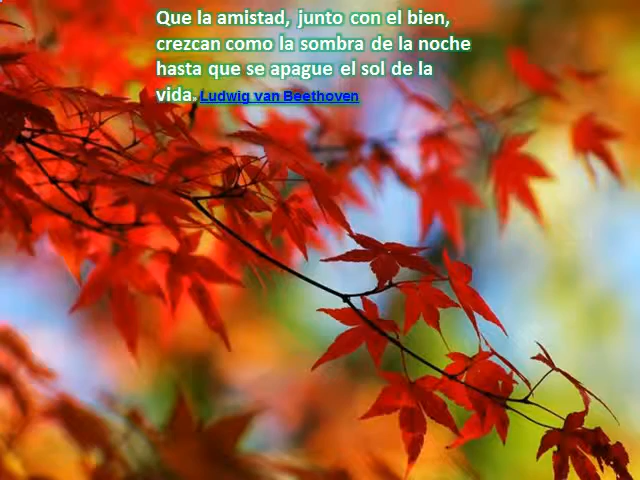 Que la amistad, junto con el bien,
crezcan como la sombra de la noche
hasta que se apague el sol de la
vida. Ludwig van Beethoven